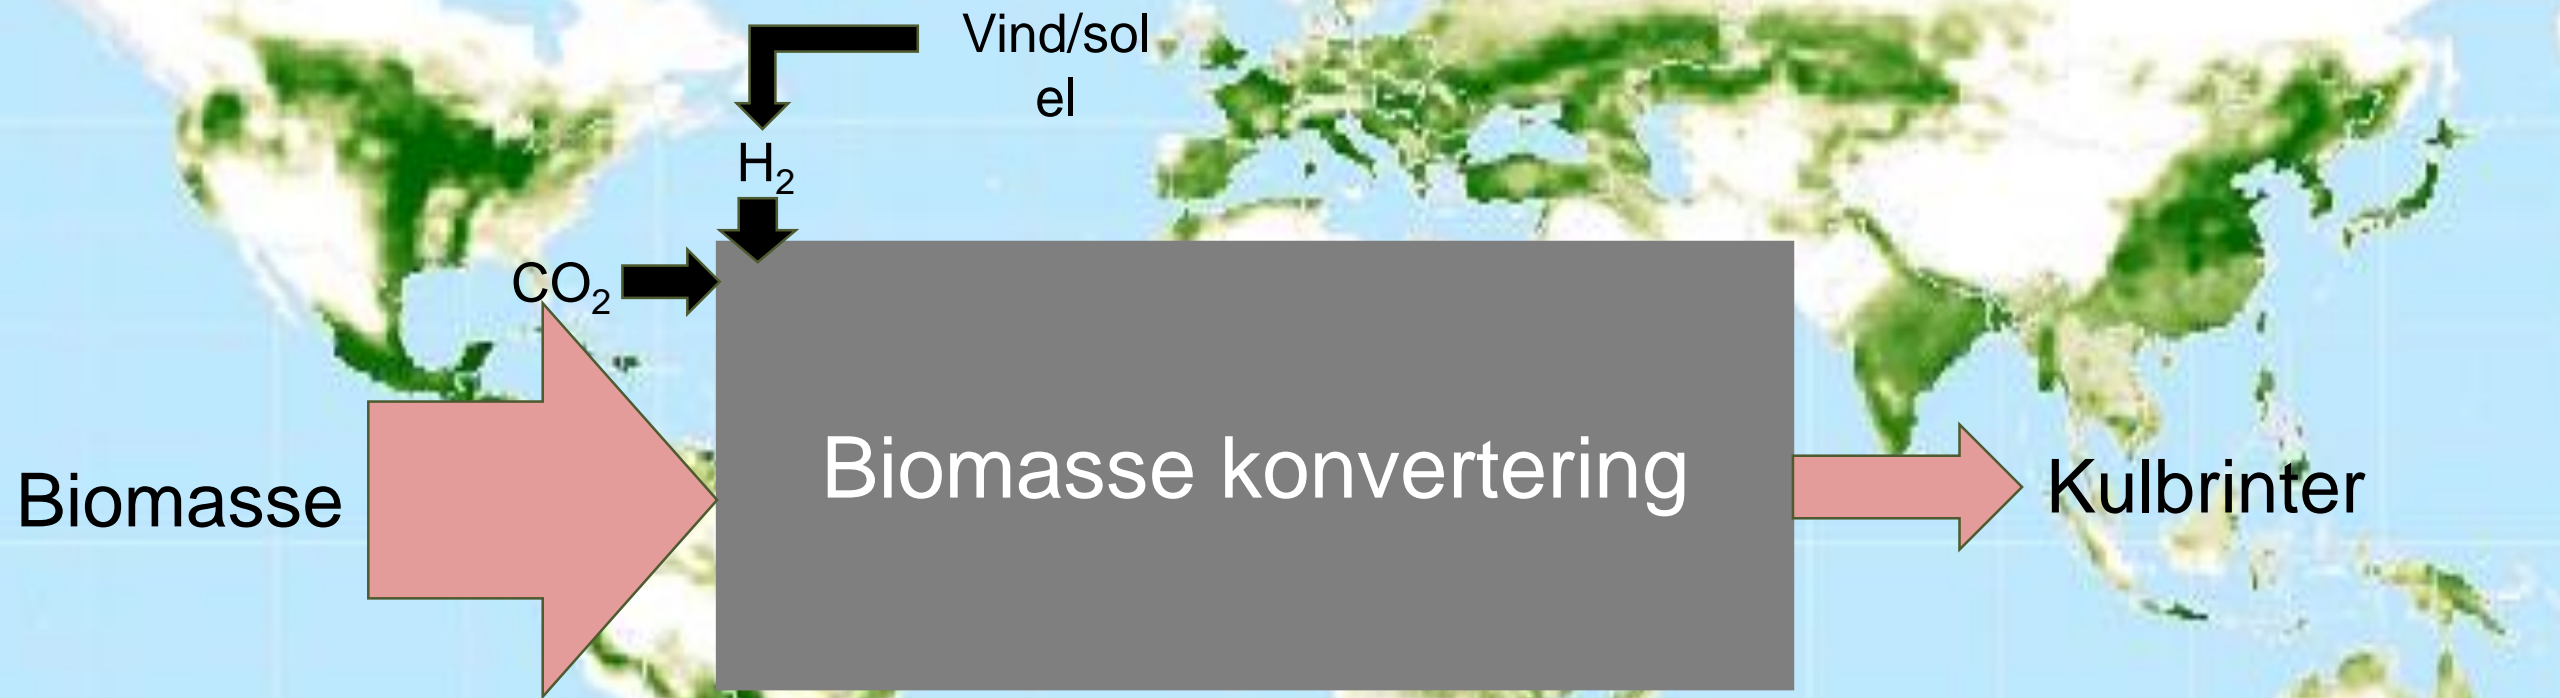 Vind/sol
el
H₂
CO₂
Biomasse
Biomasse konvertering
Kulbrinter